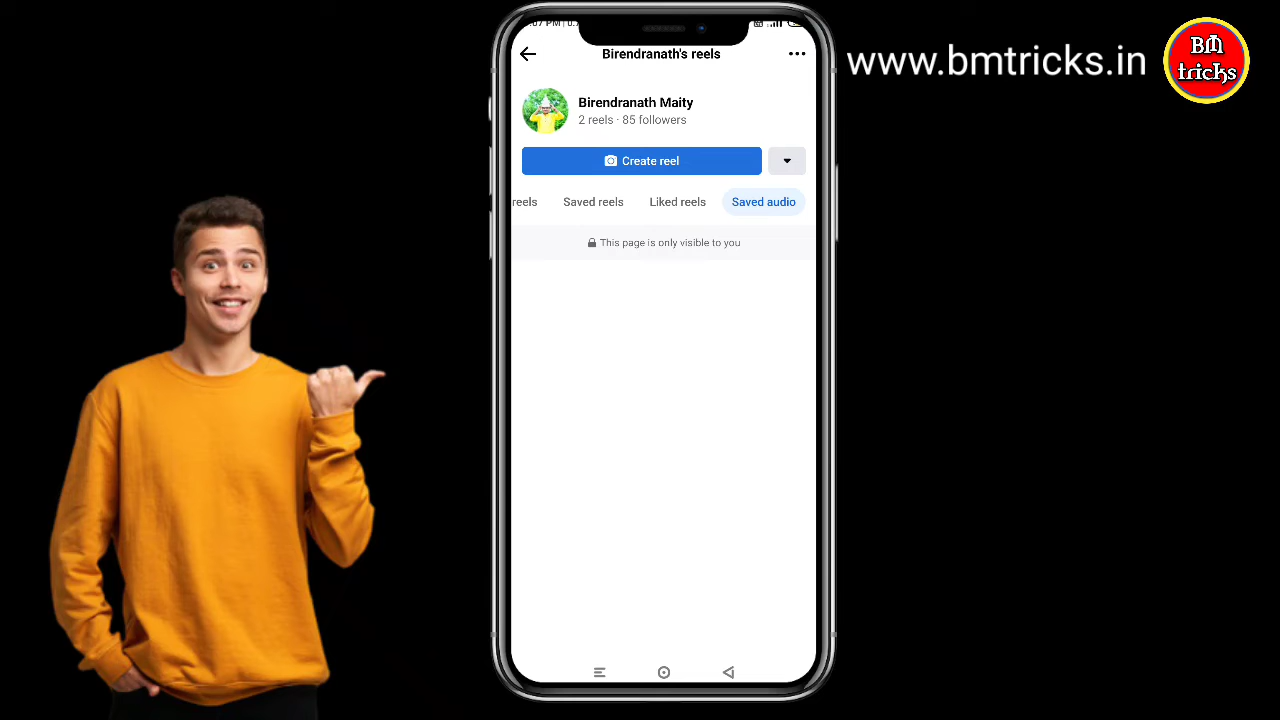 Birendranath's reels
www.bmtricks.in
BM
tricks
Birendranath Maity
2 reels · 85 followers
Create reel
reels Saved reels Liked reels Saved audio
This page is only visible to you